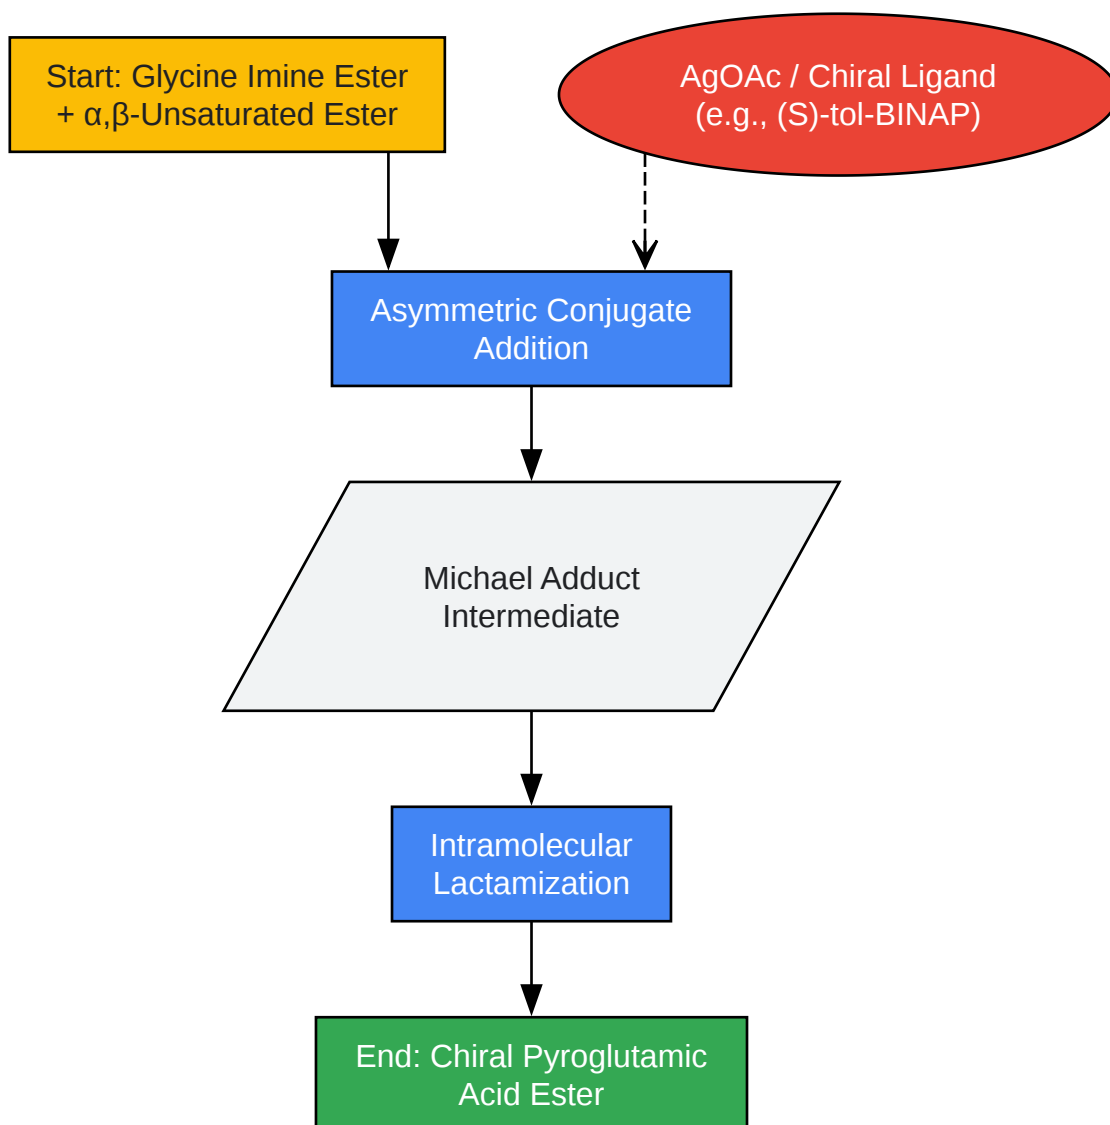 Start: Glycine Imine Ester
+ α,β-Unsaturated Ester
AgOAc / Chiral Ligand
(e.g., (S)-tol-BINAP)
Asymmetric Conjugate
Addition
Michael Adduct
Intermediate
Intramolecular
Lactamization
End: Chiral Pyroglutamic
Acid Ester